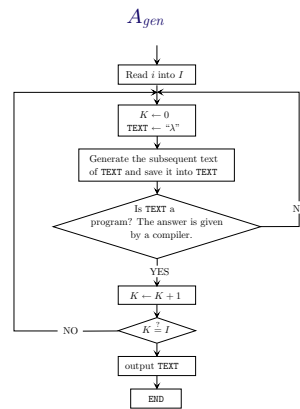 A_gen
Read i into I
K ← 0
TEXT ← “λ”
Generate the subsequent text
of TEXT and save it into TEXT
Is TEXT a
program? The answer is given
by a compiler.
N
YES
K ← K + 1
NO
K ≟ I
output TEXT
END